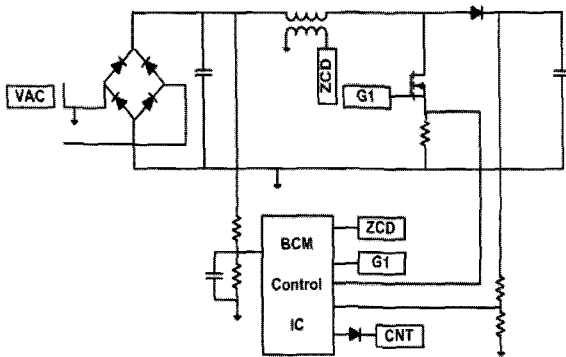 ZCD
VAC
G1
BCM
Control
IC
ZCD
G1
CNT